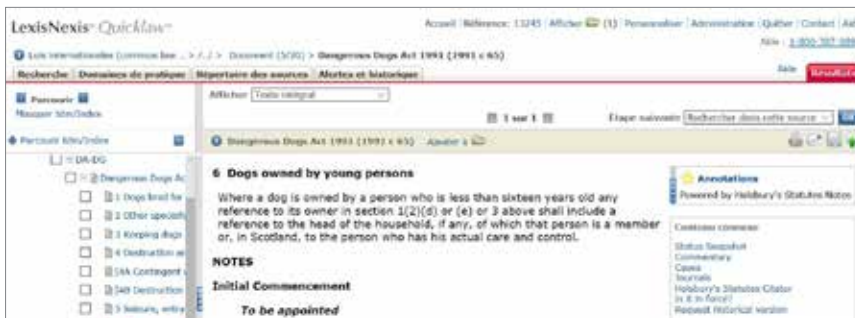 LexisNexis® Quicklaw™
Accueil | Référence: 13245 | Afficher (1) | Personnaliser | Administration | Quitter | Contact | Aide
Lois internationales (common law ... > /../ > Document (5/20) > Dangerous Dogs Act 1991 (1991 c 65)
Recherche Domaines de pratique Répertoire des sources Alertes et historique
Aide Résultats
Afficher Texte intégral
Parcourir
Masquer tdm/Index
1 sur 1 Étape suivante Rechercher dans cette source
Parcourir tdm/Index
Dangerous Dogs Act 1991 (1991 c 65) Ajouter à
DA-DG
Dangerous Dogs Ac
1 Dogs bred for
2 Other specially
3 Keeping dogs
4 Destruction an
[4A Contingent
[4B Destruction
5 Seizure, entry
6 Dogs owned by young persons
Where a dog is owned by a person who is less than sixteen years old any
reference to its owner in section 1(2)(d) or (e) or 3 above shall include a
reference to the head of the household, if any, of which that person is a member
or, in Scotland, to the person who has his actual care and control.
NOTES
Initial Commencement
To be appointed
Annotations
Powered by Halsbury's Statutes Notes
Contenu connexe
Status Snapshot
Commentary
Cases
Journals
Halsbury's Statutes Citator
Is it in force?
Request historical version